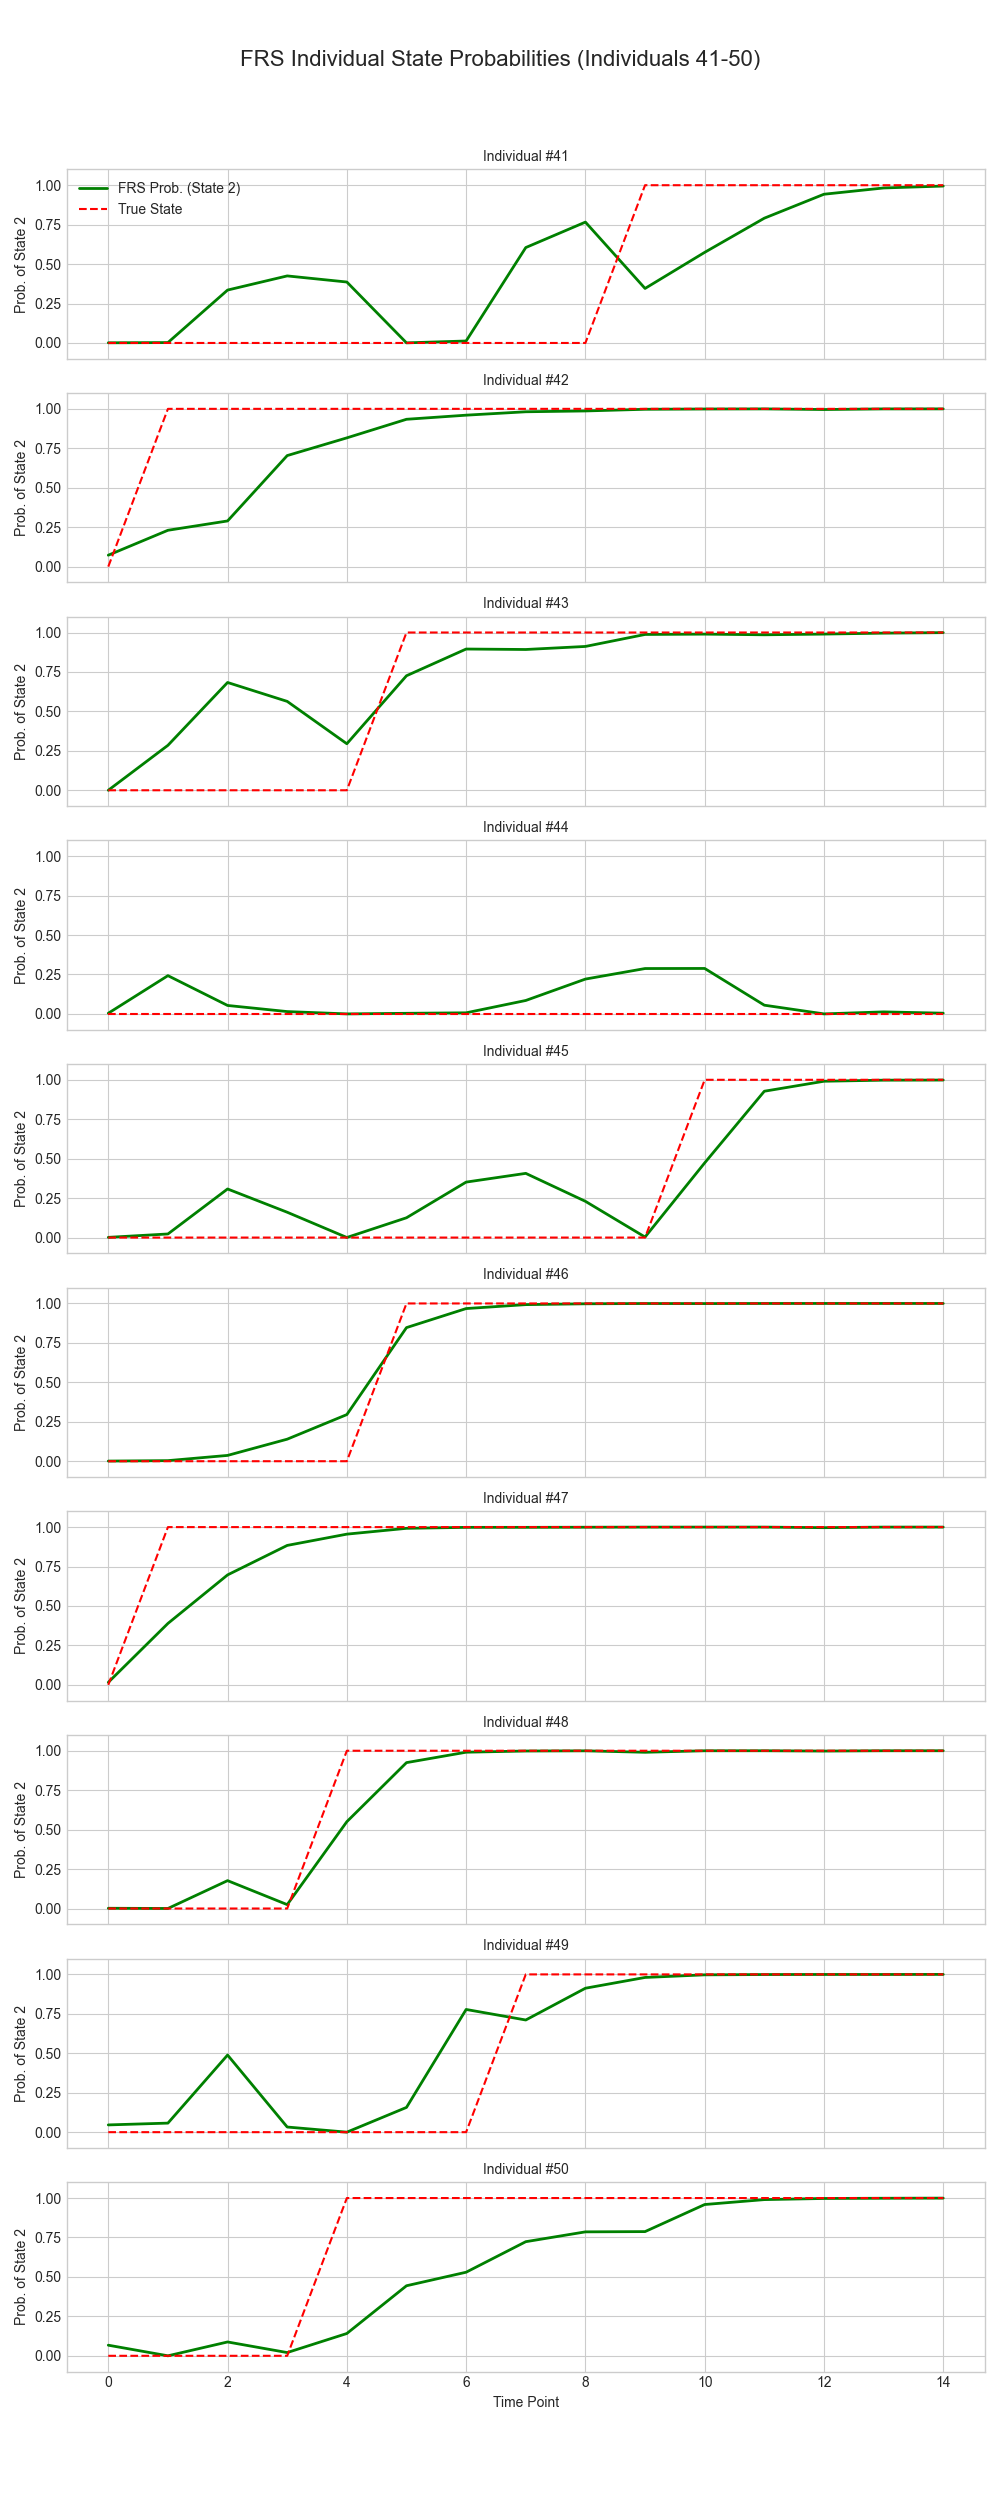 FRS Individual State Probabilities (Individuals 41-50)
Individual #41
FRS Prob. (State 2)
True State
Prob. of State 2
1.00
0.75
0.50
0.25
0.00
Individual #42
Prob. of State 2
1.00
0.75
0.50
0.25
0.00
Individual #43
Prob. of State 2
1.00
0.75
0.50
0.25
0.00
Individual #44
Prob. of State 2
1.00
0.75
0.50
0.25
0.00
Individual #45
Prob. of State 2
1.00
0.75
0.50
0.25
0.00
Individual #46
Prob. of State 2
1.00
0.75
0.50
0.25
0.00
Individual #47
Prob. of State 2
1.00
0.75
0.50
0.25
0.00
Individual #48
Prob. of State 2
1.00
0.75
0.50
0.25
0.00
Individual #49
Prob. of State 2
1.00
0.75
0.50
0.25
0.00
Individual #50
Prob. of State 2
1.00
0.75
0.50
0.25
0.00
0 2 4 6 8 10 12 14
Time Point